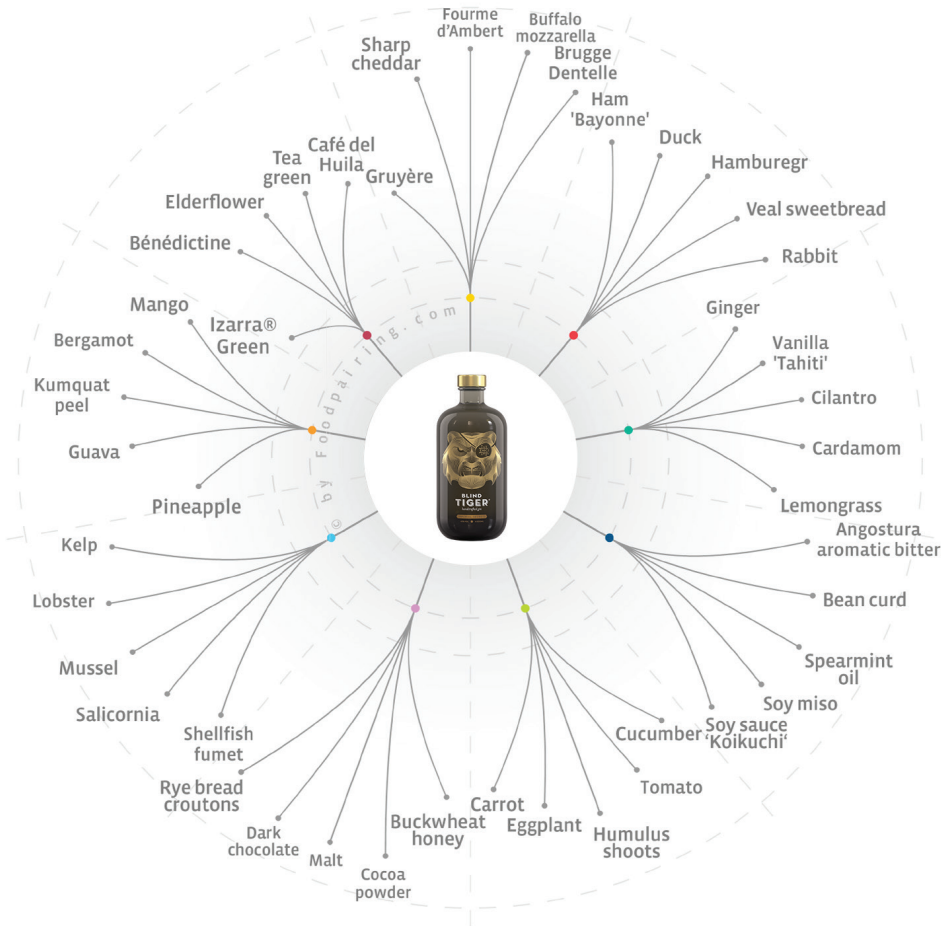 Fourme
d'Ambert
Buffalo
mozzarella
Brugge
Dentelle
Sharp
cheddar
Gruyère
Ham
'Bayonne'
Duck
Hamburegr
Veal sweetbread
Rabbit
Ginger
Vanilla
'Tahiti'
Cilantro
Cardamom
Lemongrass
Angostura
aromatic bitter
Bean curd
Spearmint
oil
Soy miso
Soy sauce
'Koikuchi'
Cucumber
Tomato
Humulus
shoots
Eggplant
Carrot
Buckwheat
honey
Cocoa
powder
Malt
Dark
chocolate
Rye bread
croutons
Shellfish
fumet
Salicornia
Mussel
Lobster
Kelp
Pineapple
Guava
Kumquat
peel
Bergamot
Mango
Izarra®
Green
Bénédictine
Elderflower
Tea
green
Café del
Huila
© by Foodpairing.com
BLIND
TIGER